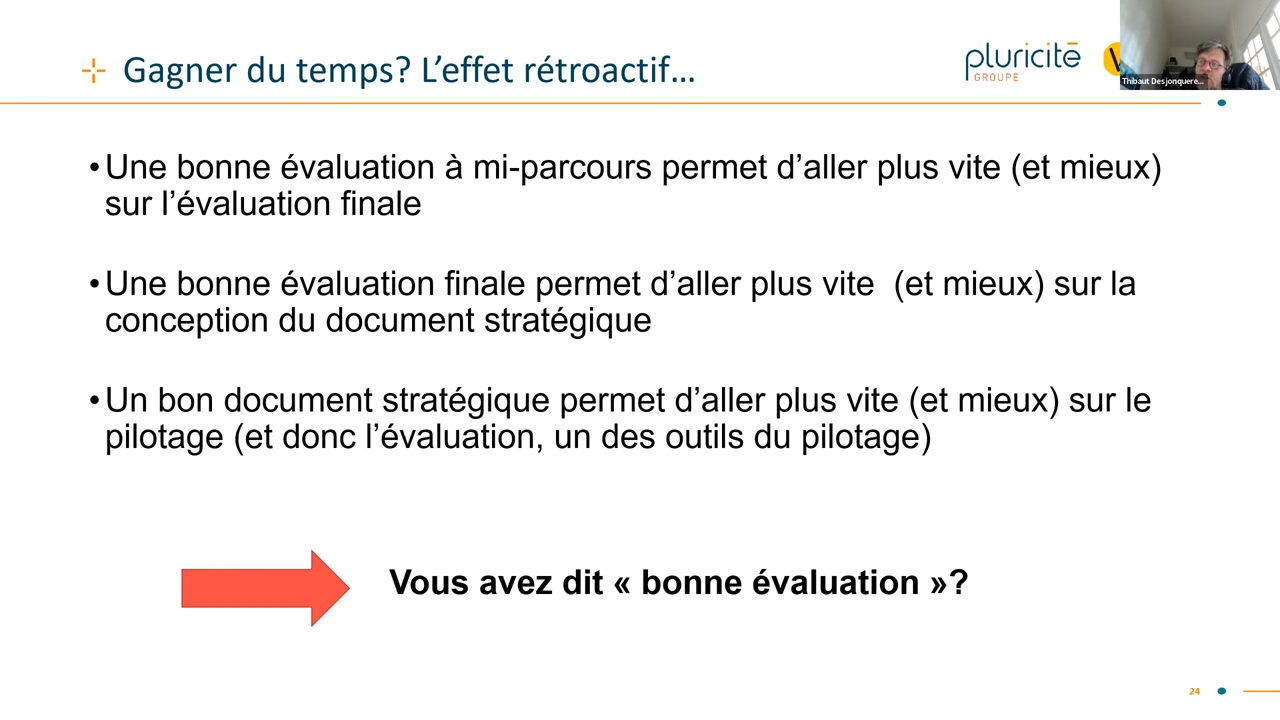 Gagner du temps? L’effet rétroactif…
pluricité
GROUPE
Thibaut Desjonquere...
•Une bonne évaluation à mi-parcours permet d’aller plus vite (et mieux)
sur l’évaluation finale
•Une bonne évaluation finale permet d’aller plus vite  (et mieux) sur la
conception du document stratégique
•Un bon document stratégique permet d’aller plus vite (et mieux) sur le
pilotage (et donc l’évaluation, un des outils du pilotage)
Vous avez dit « bonne évaluation »?
24